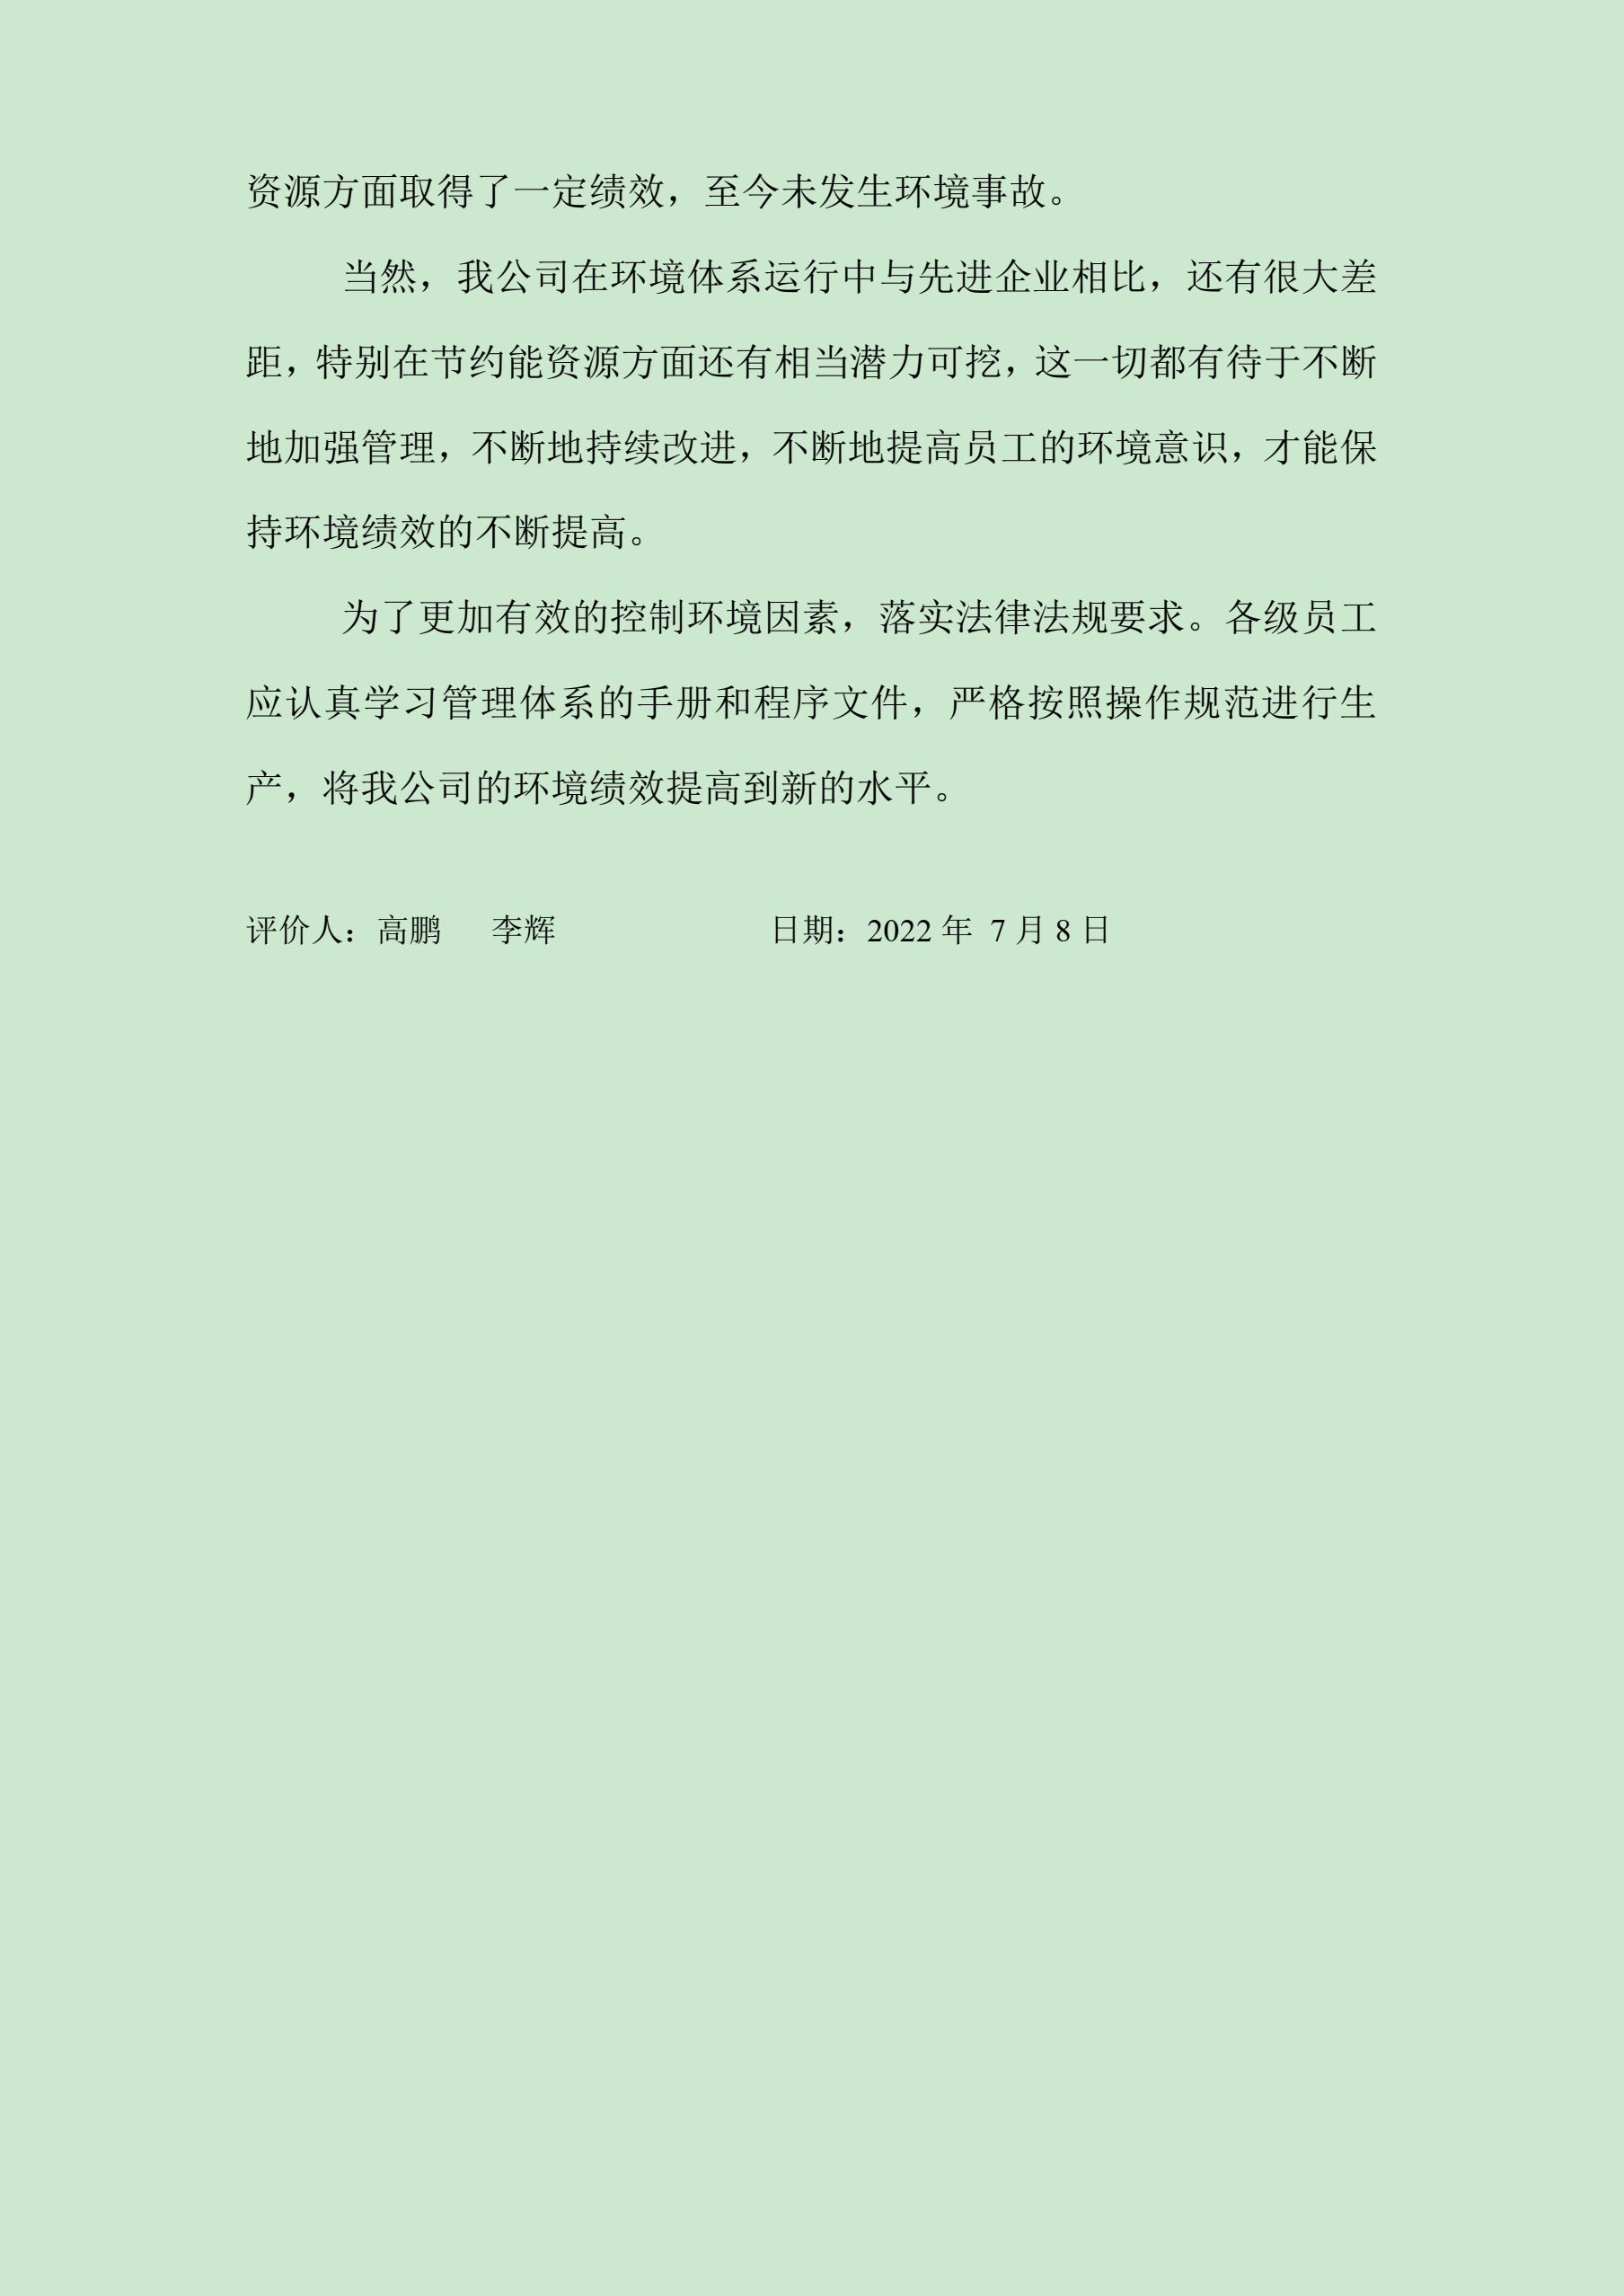 资源方面取得了一定绩效，至今未发生环境事故。
当然，我公司在环境体系运行中与先进企业相比，还有很大差
距，特别在节约能资源方面还有相当潜力可挖，这一切都有待于不断
地加强管理，不断地持续改进，不断地提高员工的环境意识，才能保
持环境绩效的不断提高。
为了更加有效的控制环境因素，落实法律法规要求。各级员工
应认真学习管理体系的手册和程序文件，严格按照操作规范进行生
产，将我公司的环境绩效提高到新的水平。
评价人：高鹏 李辉 日期：2022 年 7 月 8 日